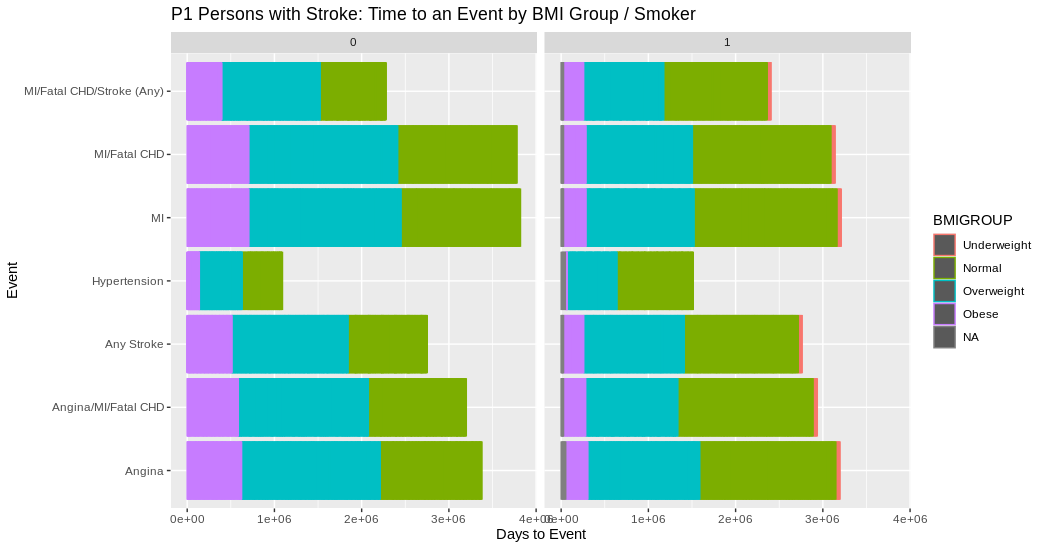 P1 Persons with Stroke: Time to an Event by BMI Group / Smoker
0
1
MI/Fatal CHD/Stroke (Any)
MI/Fatal CHD
MI
Hypertension
Any Stroke
Angina/MI/Fatal CHD
Angina
Event
0e+00 1e+06 2e+06 3e+06 4e+06
0e+00 1e+06 2e+06 3e+06 4e+06
Days to Event
BMIGROUP
Underweight
Normal
Overweight
Obese
NA